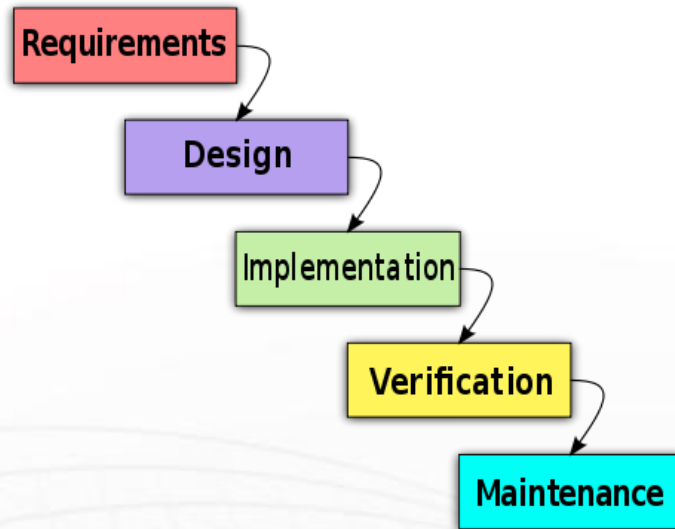 Requirements
Design
Implementation
Verification
Maintenance